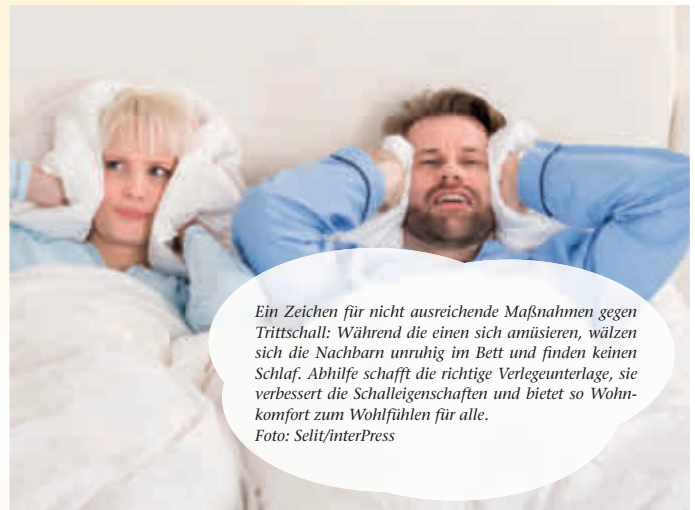 Ein Zeichen für nicht ausreichende Maßnahmen gegen
Trittschall: Während die einen sich amüsieren, wälzen
sich die Nachbarn unruhig im Bett und finden keinen
Schlaf. Abhilfe schafft die richtige Verlegeunterlage, sie
verbessert die Schalleigenschaften und bietet so Wohn-
komfort zum Wohlfühlen für alle.
Foto: Selit/interPress